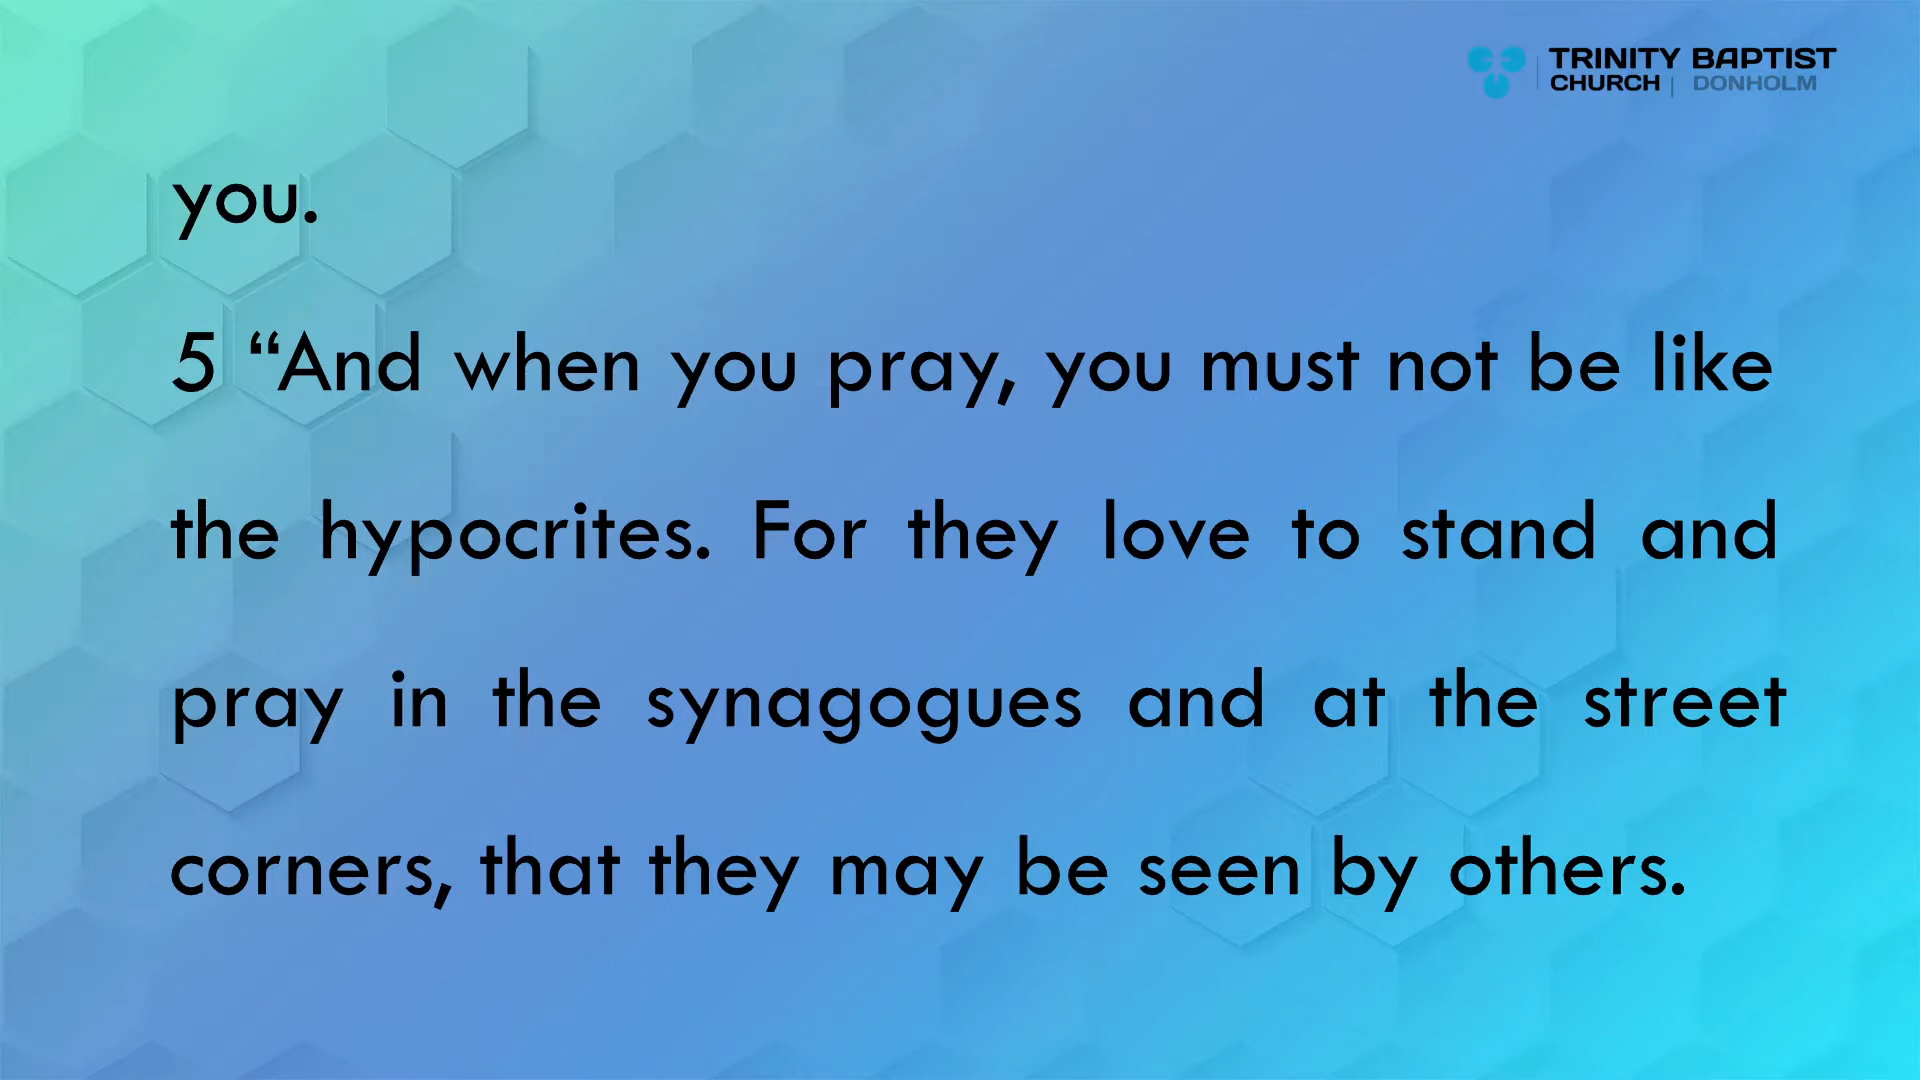 TRINITY BAPTIST
CHURCH | DONHOLM
you.
5 “And when you pray, you must not be like
the hypocrites. For they love to stand and
pray in the synagogues and at the street
corners, that they may be seen by others.